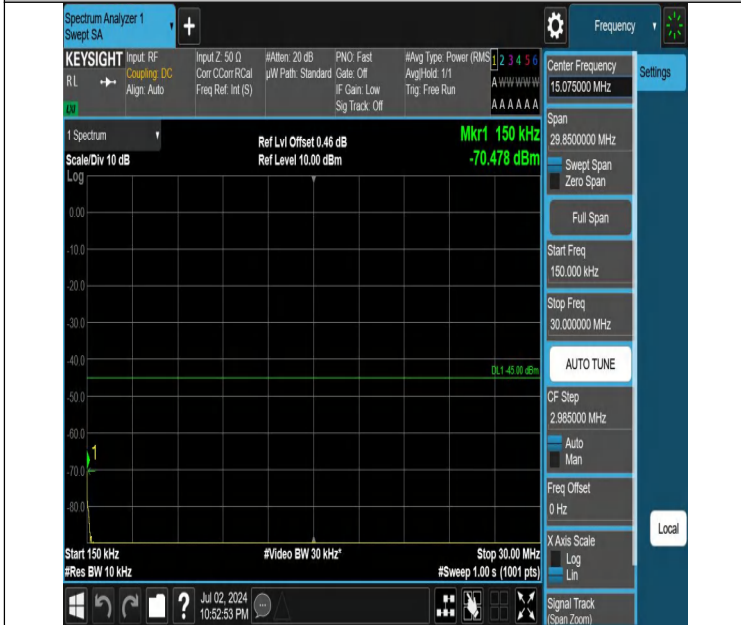 Spectrum Analyzer 1
Swept SA
Frequency
KEYSIGHT
RL
Input: RF
Coupling: DC
Align: Auto
Input Z: 50 Ω
Corr CCorr RCal
Freq Ref: Int (S)
#Atten: 20 dB
µW Path: Standard
PNO: Fast
Gate: Off
IF Gain: Low
Sig Track: Off
#Avg Type: Power (RMS
Avg|Hold: 1/1
Trig: Free Run
1 2 3 4 5 6
A W W W W W
A A A A A A
1 Spectrum
Scale/Div 10 dB
Ref Lvl Offset 0.46 dB
Ref Level 10.00 dBm
Mkr1 150 kHz
-70.478 dBm
Log
0.00
-10.0
-20.0
-30.0
-40.0
DL1 -45.00 dBm
-50.0
-60.0
1
-70.0
-80.0
Start 150 kHz
#Video BW 30 kHz*
Stop 30.00 MHz
#Res BW 10 kHz
#Sweep 1.00 s (1001 pts)
Jul 02, 2024
10:52:53 PM
Center Frequency
15.075000 MHz
Settings
Span
29.8500000 MHz
Swept Span
Zero Span
Full Span
Start Freq
150.000 kHz
Stop Freq
30.000000 MHz
AUTO TUNE
CF Step
2.985000 MHz
Auto
Man
Freq Offset
0 Hz
Local
X Axis Scale
Log
Lin
Signal Track
(Span Zoom)